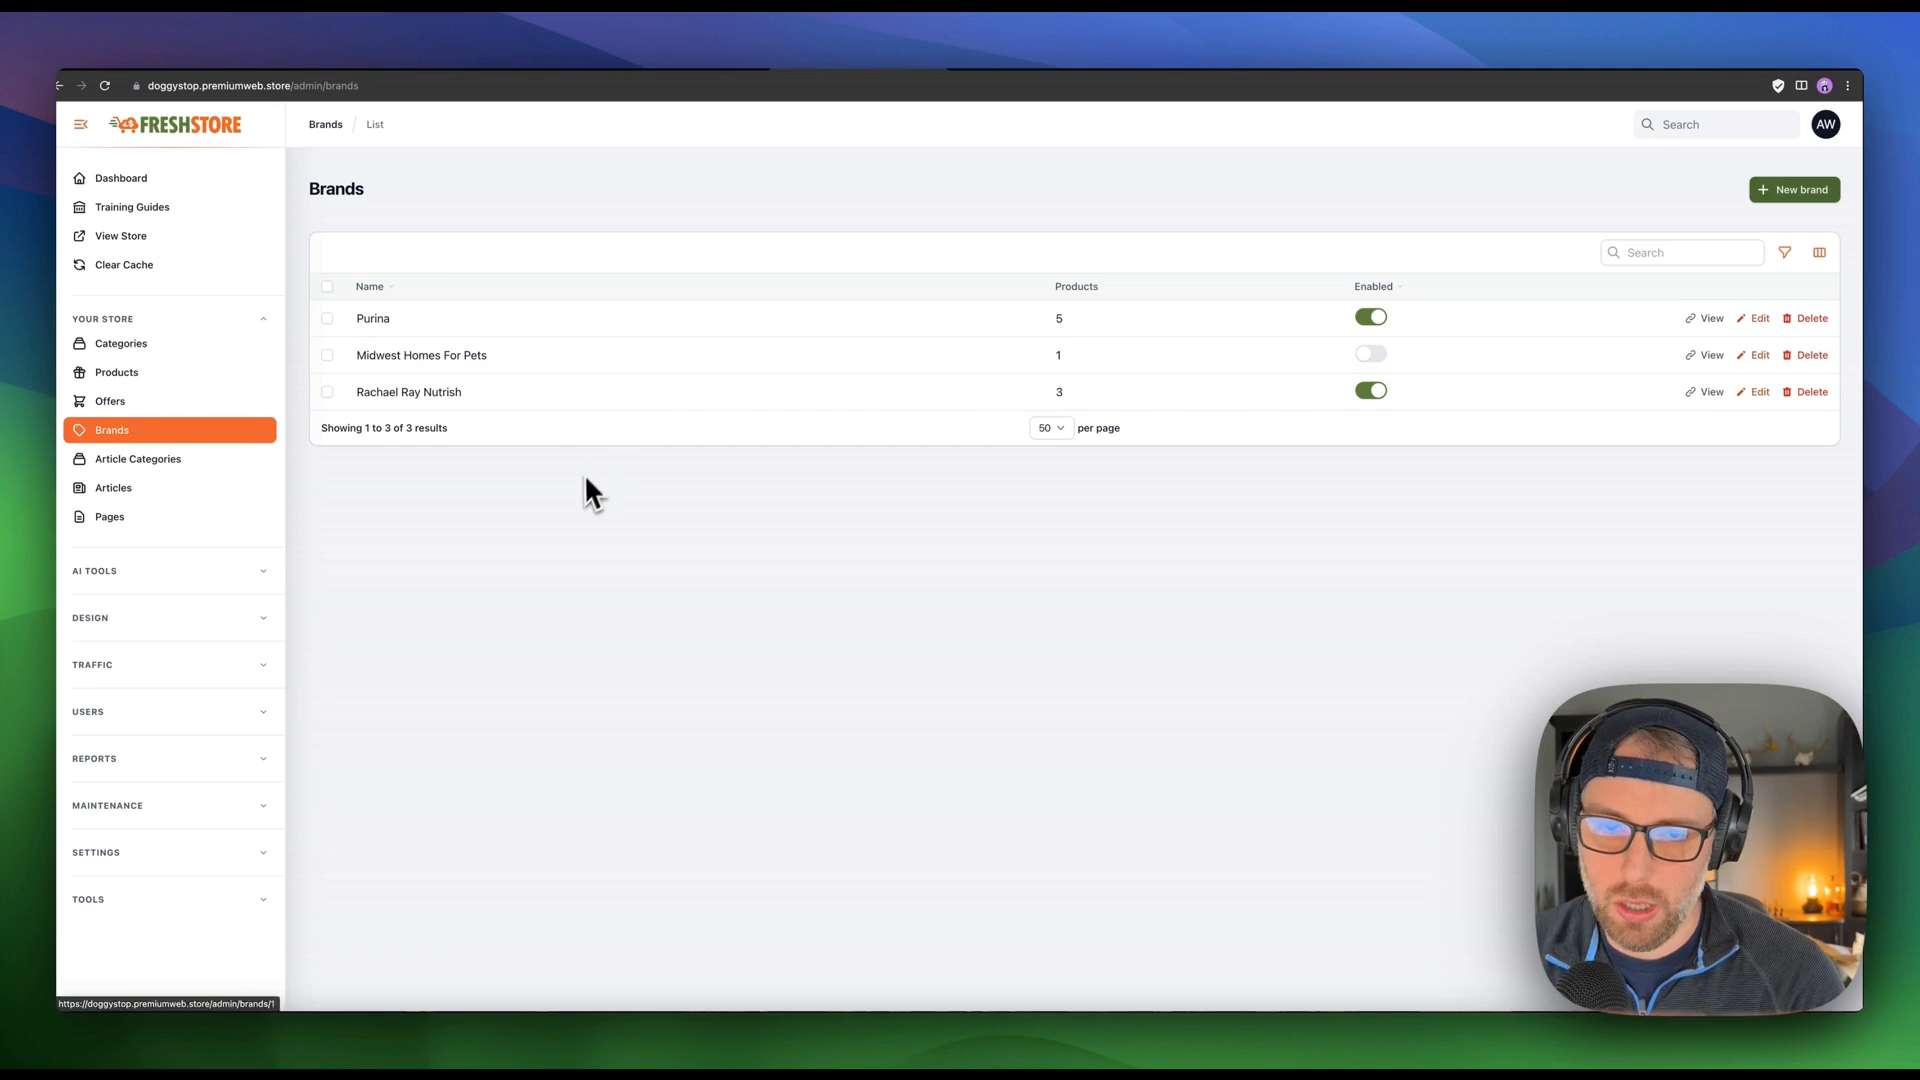 doggystop.premiumweb.store/admin/brands
FRESHSTORE
Brands / List
Search
AW
Dashboard
Training Guides
View Store
Clear Cache
YOUR STORE
Categories
Products
Offers
Brands
Article Categories
Articles
Pages
AI TOOLS
DESIGN
TRAFFIC
USERS
REPORTS
MAINTENANCE
SETTINGS
TOOLS
Brands
+ New brand
Search
Name Products Enabled
Purina 5 View Edit Delete
Midwest Homes For Pets 1 View Edit Delete
Rachael Ray Nutrish 3 View Edit Delete
Showing 1 to 3 of 3 results 50 per page
https://doggystop.premiumweb.store/admin/brands/1